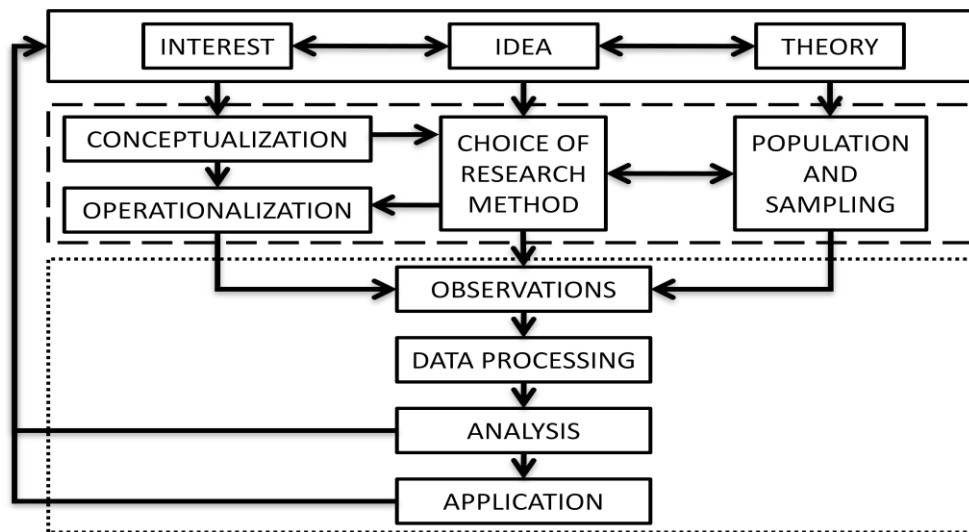 INTEREST
IDEA
THEORY
CONCEPTUALIZATION
CHOICE OF
RESEARCH
METHOD
POPULATION
AND
SAMPLING
OPERATIONALIZATION
OBSERVATIONS
DATA PROCESSING
ANALYSIS
APPLICATION